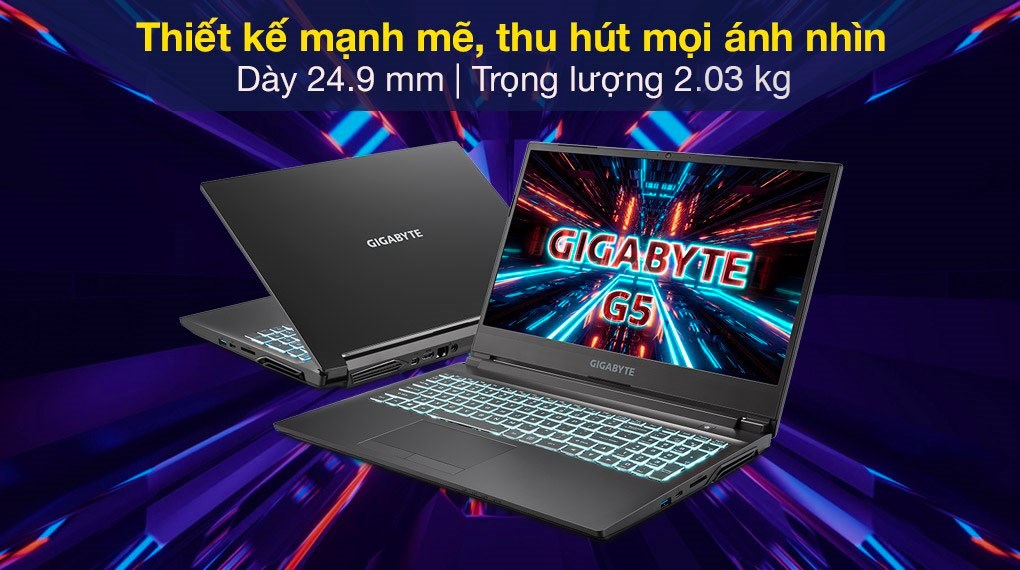 Thiết kế mạnh mẽ, thu hút mọi ánh nhìn
Dày 24.9 mm | Trọng lượng 2.03 kg
GIGABYTE
GIGABYTE
G5
GIGABYTE